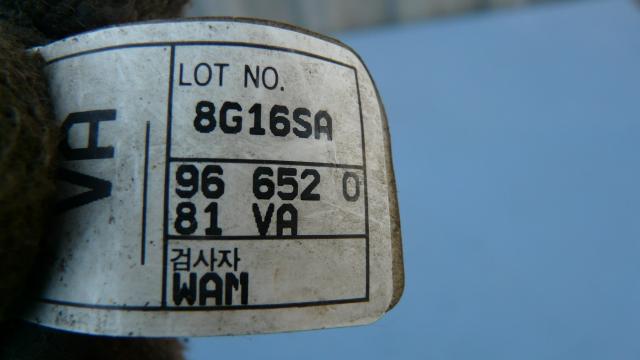 VA
LOT NO.
8G16SA
96 652 0
81 VA
검사자
WAM